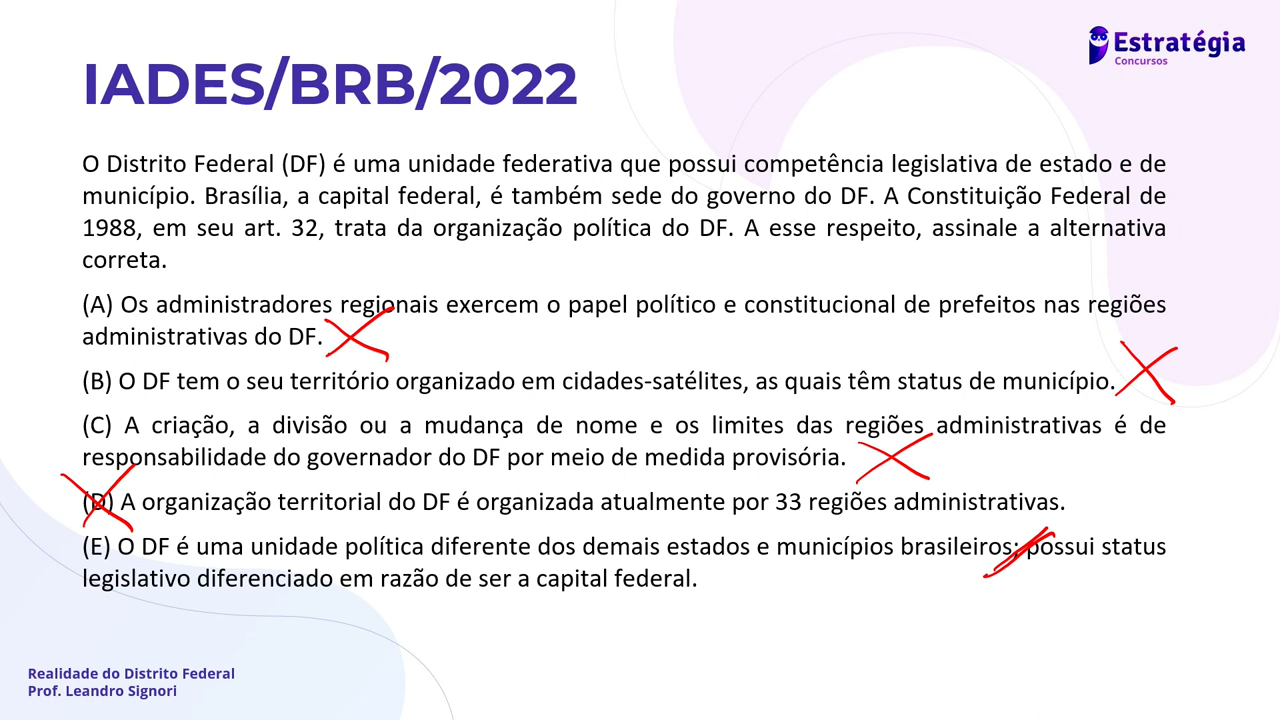 Estratégia
Concursos
IADES/BRB/2022
O Distrito Federal (DF) é uma unidade federativa que possui competência legislativa de estado e de
município. Brasília, a capital federal, é também sede do governo do DF. A Constituição Federal de
1988, em seu art. 32, trata da organização política do DF. A esse respeito, assinale a alternativa
correta.
(A) Os administradores regionais exercem o papel político e constitucional de prefeitos nas regiões
administrativas do DF.
(B) O DF tem o seu território organizado em cidades-satélites, as quais têm status de município.
(C) A criação, a divisão ou a mudança de nome e os limites das regiões administrativas é de
responsabilidade do governador do DF por meio de medida provisória.
(D) A organização territorial do DF é organizada atualmente por 33 regiões administrativas.
(E) O DF é uma unidade política diferente dos demais estados e municípios brasileiros; possui status
legislativo diferenciado em razão de ser a capital federal.
Realidade do Distrito Federal
Prof. Leandro Signori